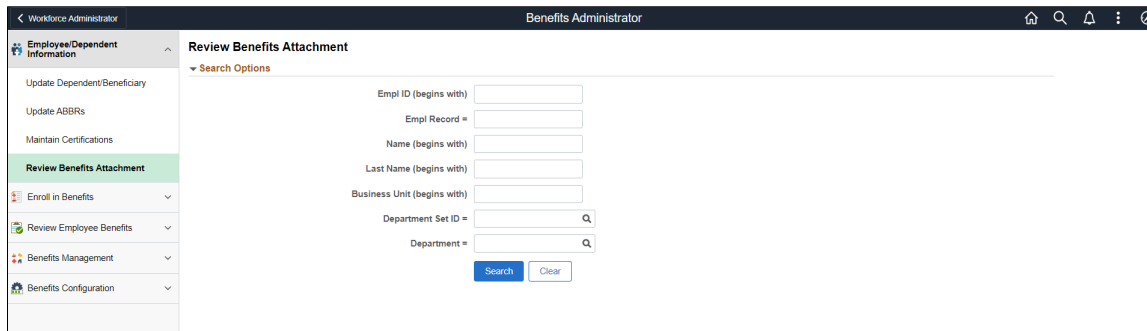 Workforce Administrator
Benefits Administrator
Employee/Dependent
Information
Update Dependent/Beneficiary
Update ABBRs
Maintain Certifications
Review Benefits Attachment
Enroll in Benefits
Review Employee Benefits
Benefits Management
Benefits Configuration
Review Benefits Attachment
Search Options
Empl ID (begins with)
Empl Record =
Name (begins with)
Last Name (begins with)
Business Unit (begins with)
Department Set ID =
Department =
Search
Clear